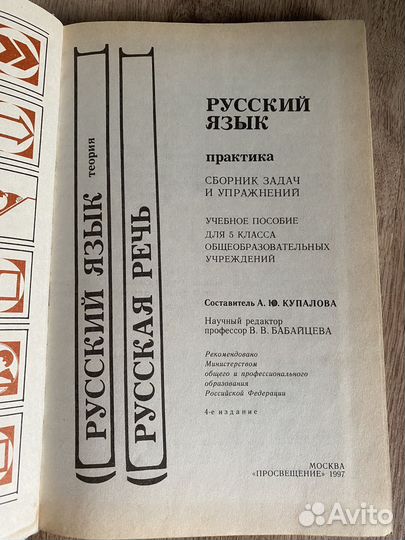 РУССКИЙ ЯЗЫК теория
РУССКАЯ РЕЧЬ
РУССКИЙ
ЯЗЫК
практика
СБОРНИК ЗАДАЧ
И УПРАЖНЕНИЙ
УЧЕБНОЕ ПОСОБИЕ
ДЛЯ 5 КЛАССА
ОБЩЕОБРАЗОВАТЕЛЬНЫХ
УЧРЕЖДЕНИЙ
Составитель А. Ю. КУПАЛОВА
Научный редактор
профессор В. В. БАБАЙЦЕВА
Рекомендовано
Министерством
общего и профессионального
образования
Российской Федерации
4-е издание
МОСКВА
«ПРОСВЕЩЕНИЕ» 1997
Avito